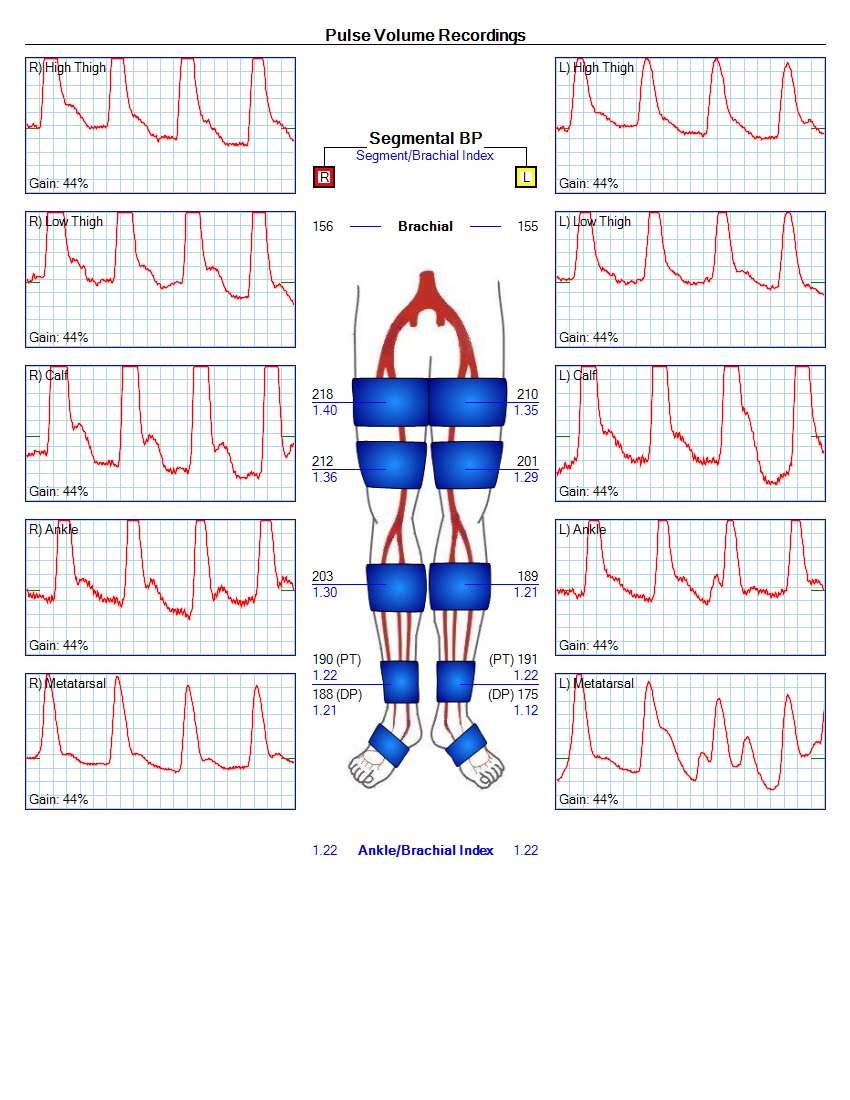 Pulse Volume Recordings
R) High Thigh
Gain: 44%
L) High Thigh
Gain: 44%
Segmental BP
Segment/Brachial Index
R
L
156 Brachial 155
R) Low Thigh
Gain: 44%
L) Low Thigh
Gain: 44%
R) Calf
Gain: 44%
L) Calf
Gain: 44%
218 210
1.40 1.35
212 201
1.36 1.29
R) Ankle
Gain: 44%
L) Ankle
Gain: 44%
203 189
1.30 1.21
190 (PT) (PT) 191
1.22 1.22
188 (DP) (DP) 175
1.21 1.12
R) Metatarsal
Gain: 44%
L) Metatarsal
Gain: 44%
1.22 Ankle/Brachial Index 1.22